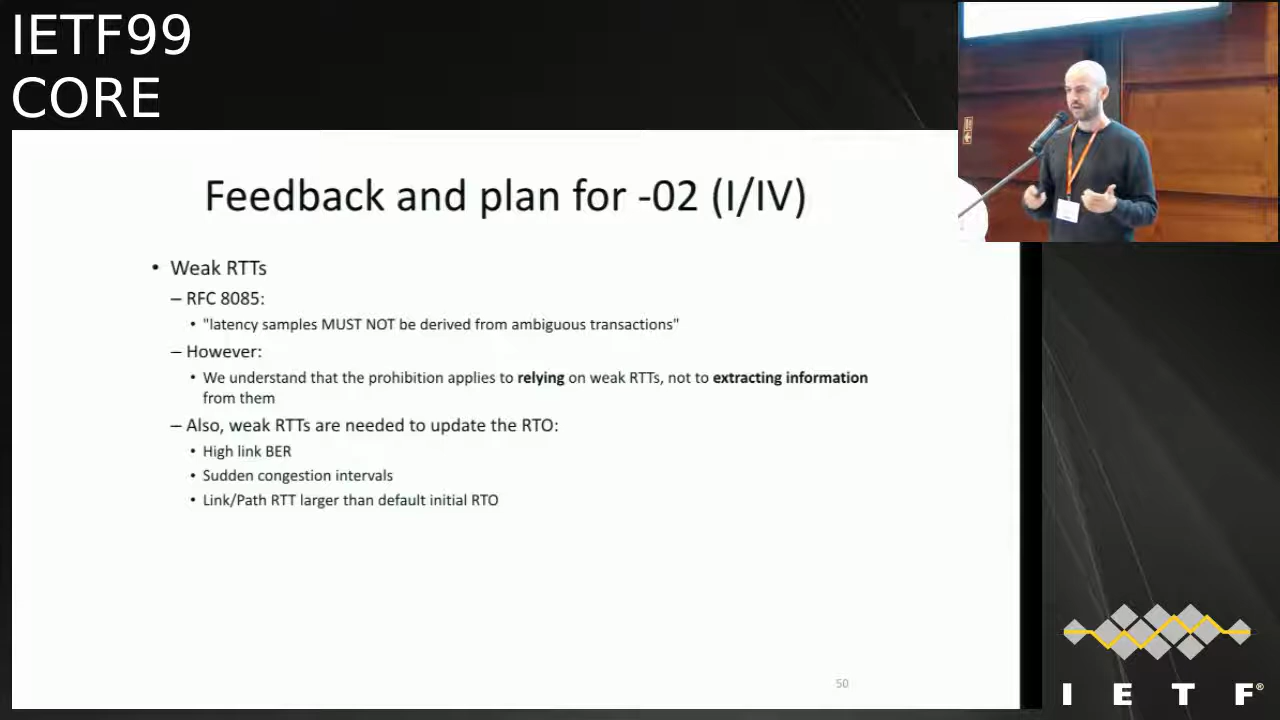 IETF99
CORE
Feedback and plan for -02 (I/IV)
• Weak RTTs
– RFC 8085:
• "latency samples MUST NOT be derived from ambiguous transactions"
– However:
• We understand that the prohibition applies to relying on weak RTTs, not to extracting information
from them
– Also, weak RTTs are needed to update the RTO:
• High link BER
• Sudden congestion intervals
• Link/Path RTT larger than default initial RTO
50
I E T F®